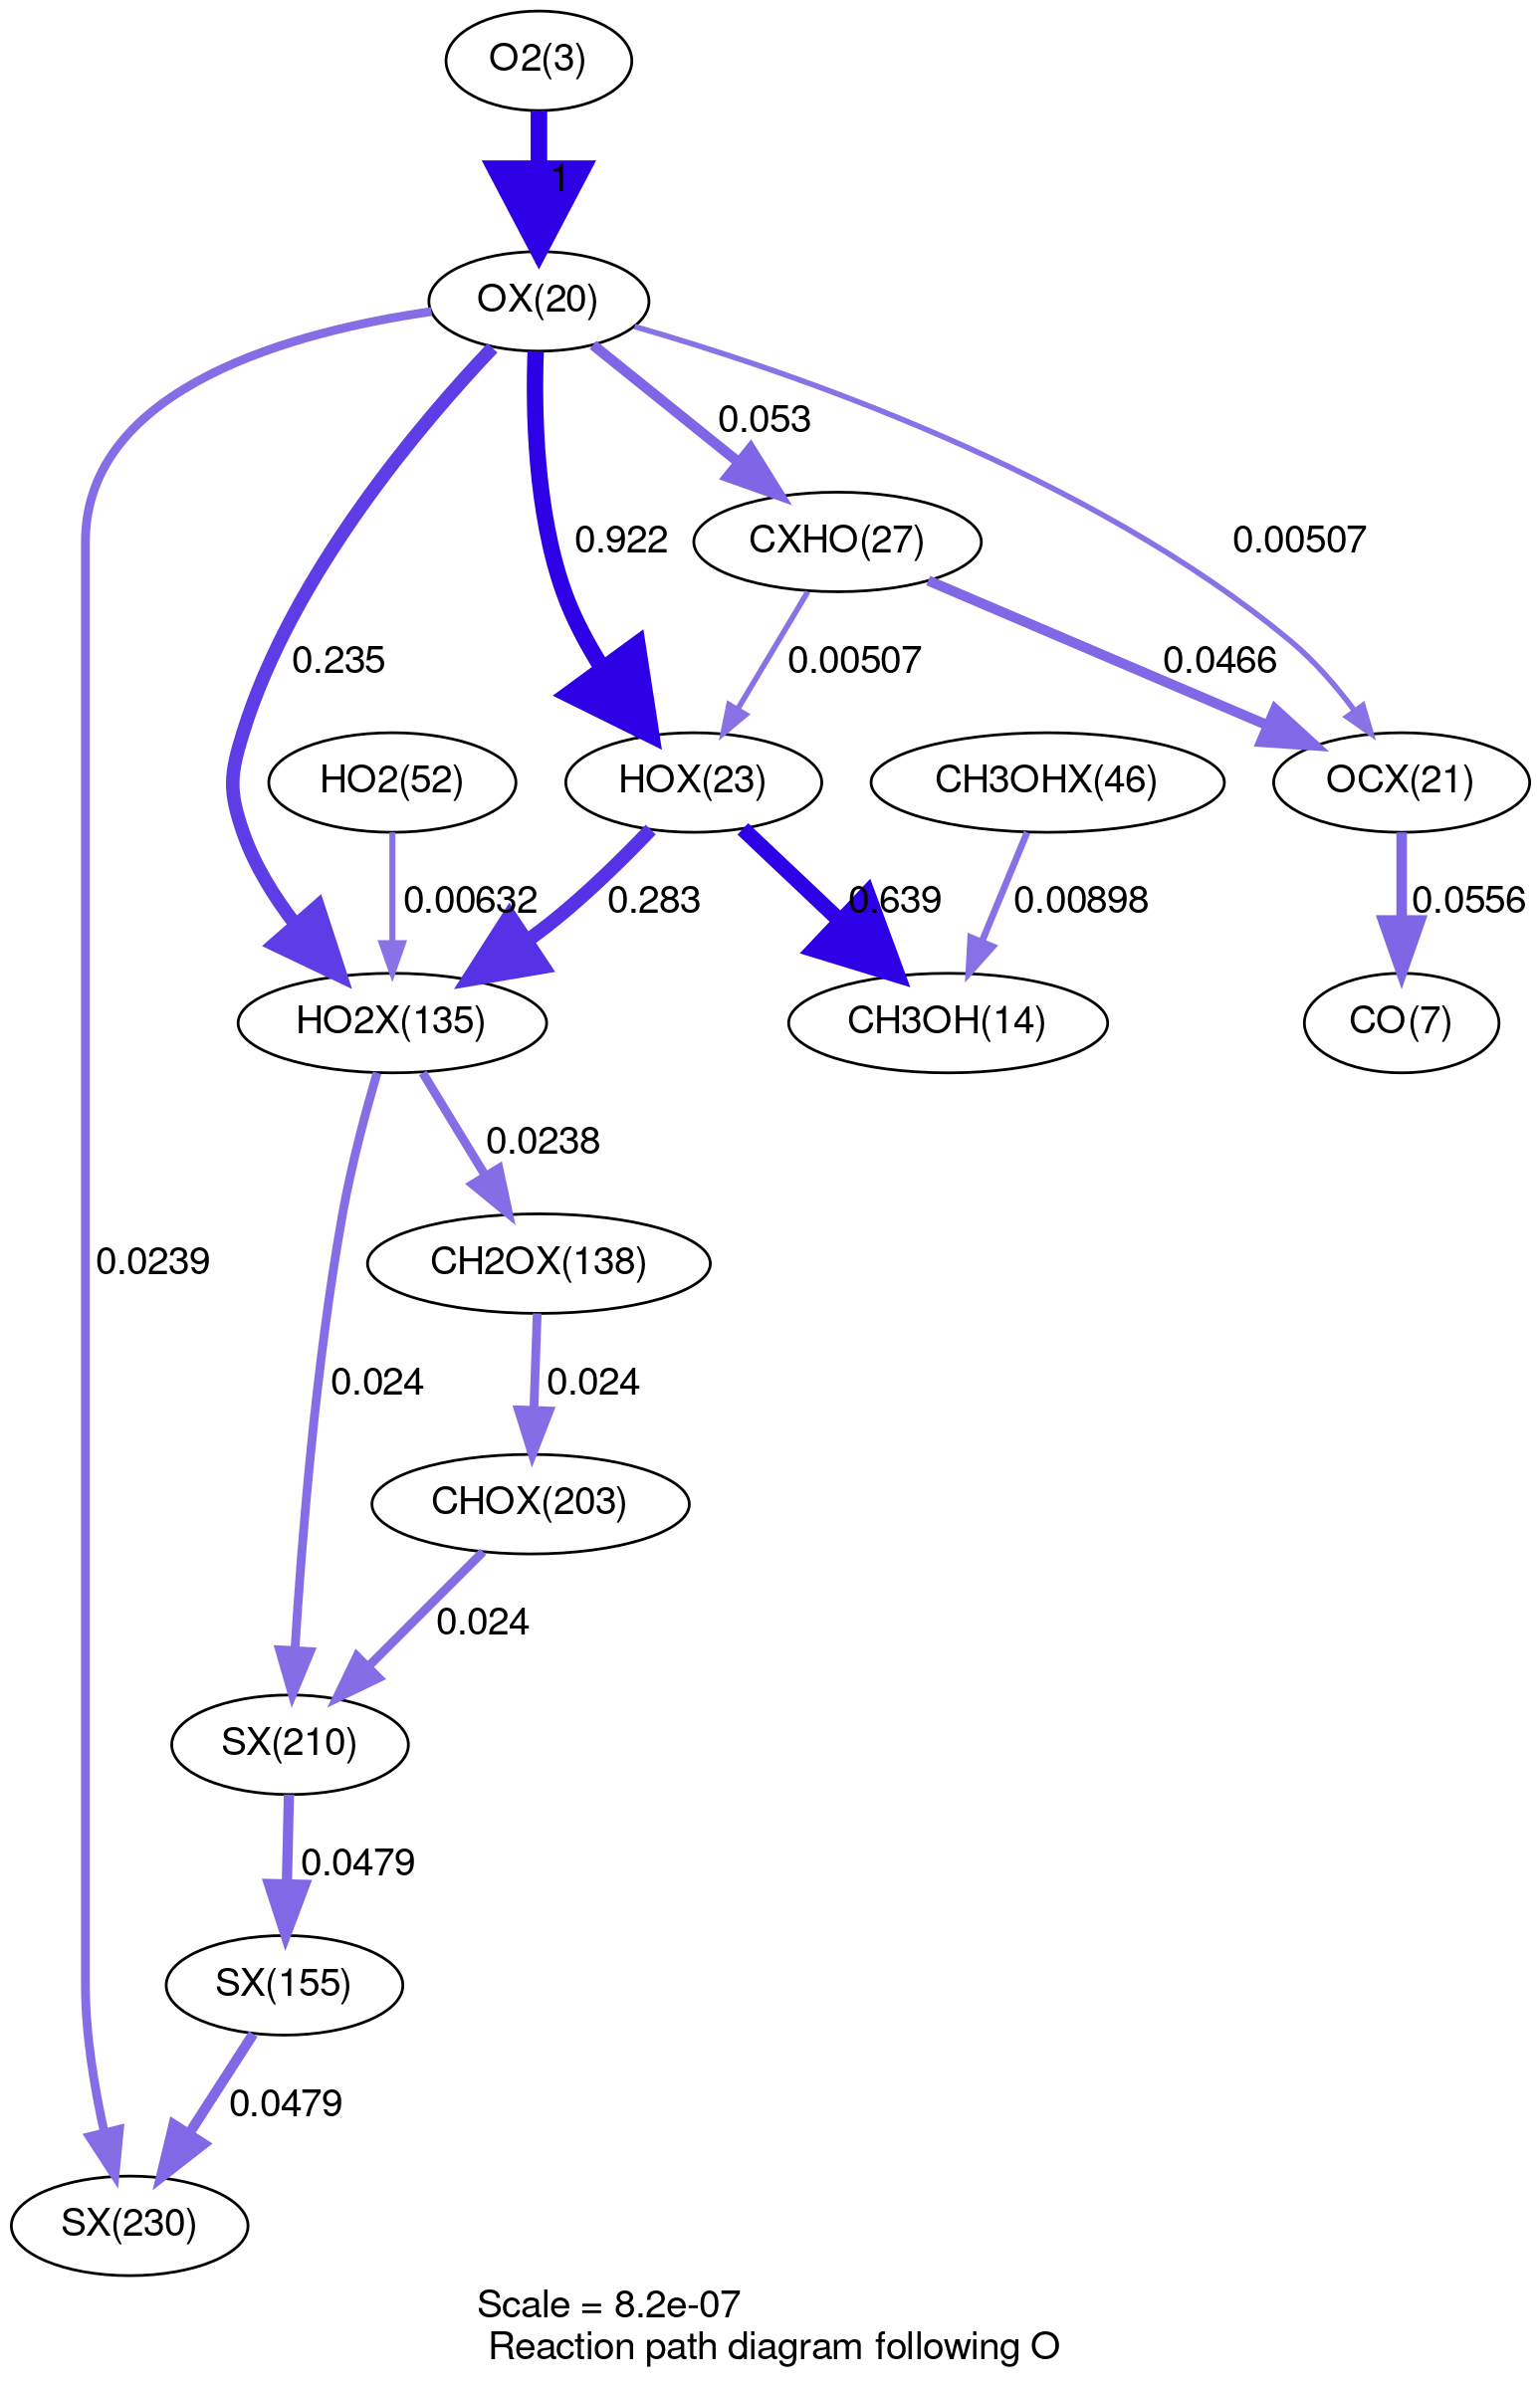 O2(3)
1
OX(20)
0.053
0.922
CXHO(27)
0.00507
0.235
0.00507
0.0466
HO2(52)
HOX(23)
CH3OHX(46)
OCX(21)
0.00632
0.283
0.639
0.00898
0.0556
HO2X(135)
CH3OH(14)
CO(7)
0.0238
0.0239
CH2OX(138)
0.024
0.024
CHOX(203)
0.024
SX(210)
0.0479
SX(155)
0.0479
SX(230)
Scale = 8.2e-07
Reaction path diagram following O